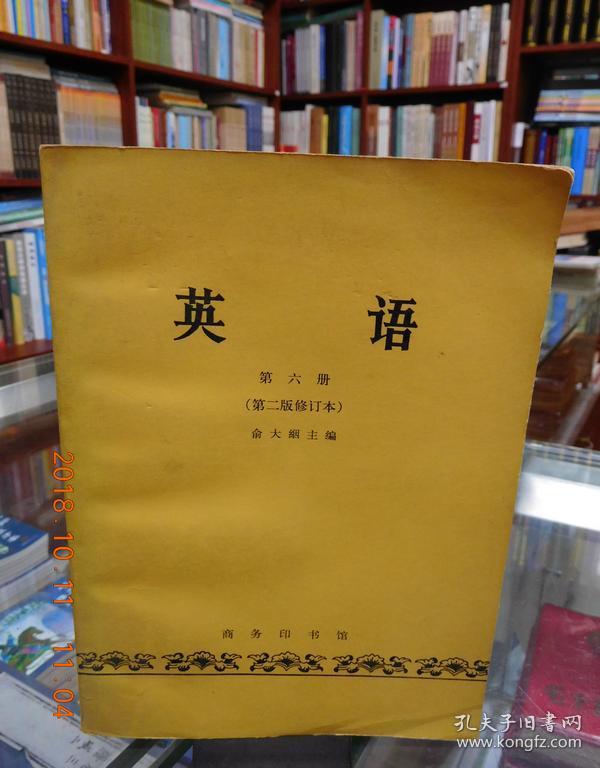 英 语
第六册
(第二版修订本)
俞大絪主编
商务印书馆
2018.10.11 11:04
孔夫子旧书网
www.kongfz.com